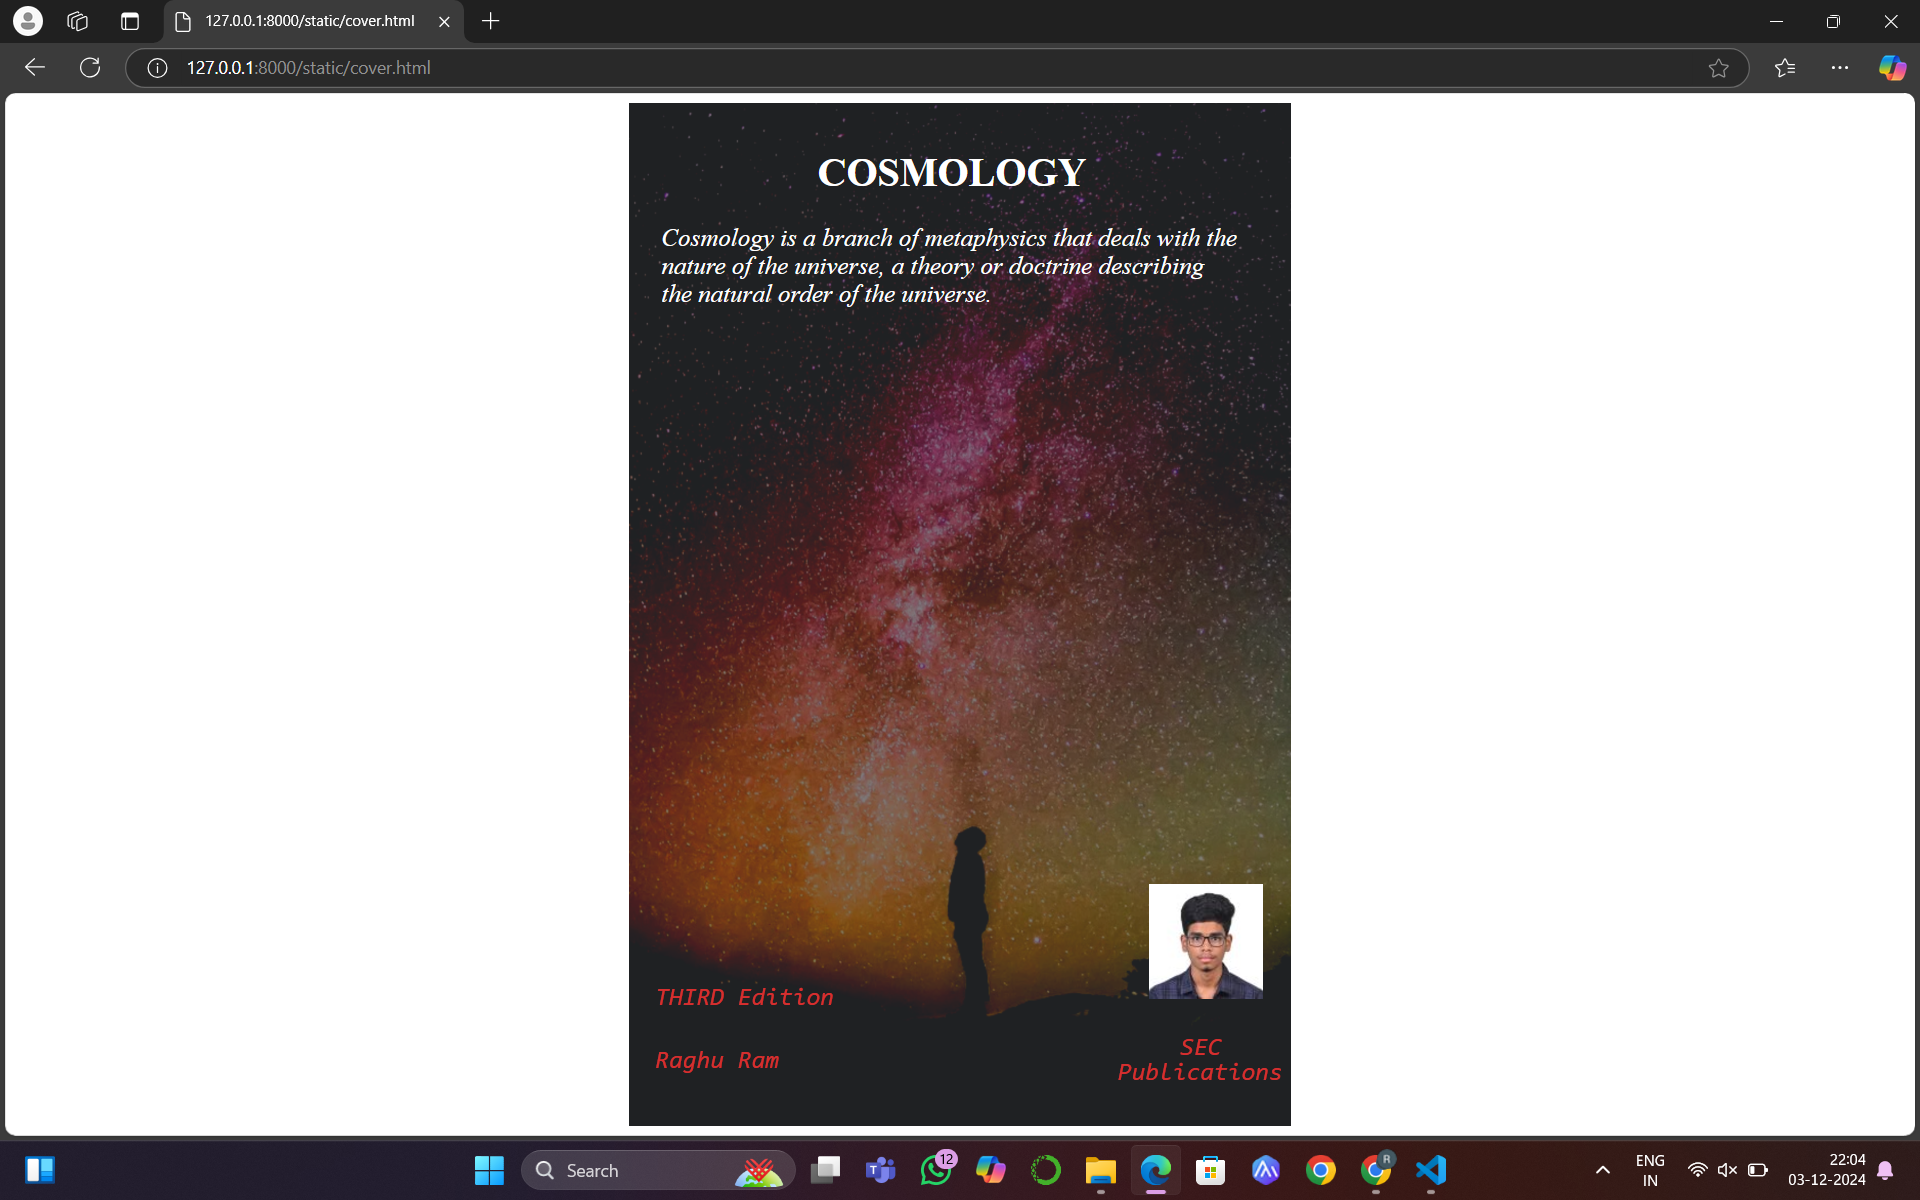 127.0.0.1:8000/static/cover.html
127.0.0.1:8000/static/cover.html
COSMOLOGY
Cosmology is a branch of metaphysics that deals with the
nature of the universe, a theory or doctrine describing
the natural order of the universe.
THIRD Edition
Raghu Ram
SEC
Publications
Search
T
12
R
ENG
IN
22:04
03-12-2024